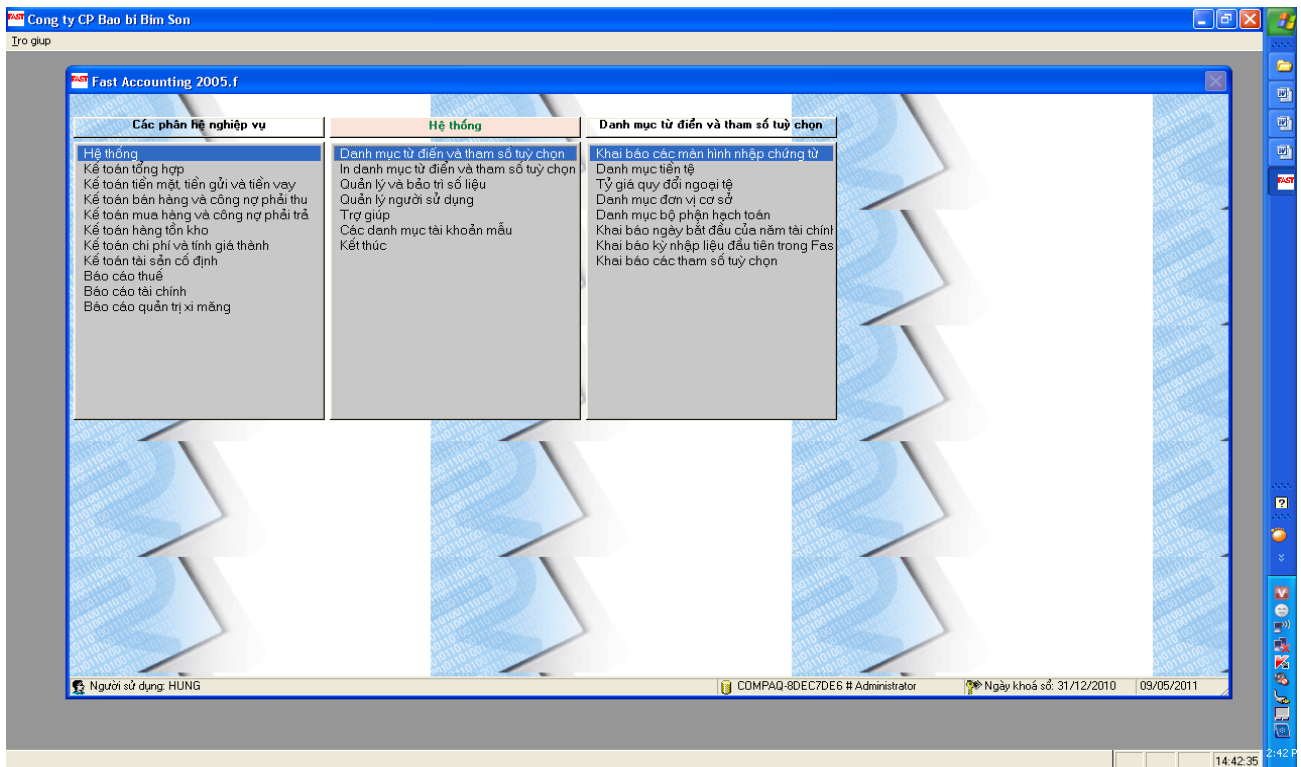 FAST Cong ty CP Bao bi Bim Son
Tro giup
FAST Fast Accounting 2005.f
Các phân hệ nghiệp vụ
Hệ thống
Kế toán tổng hợp
Kế toán tiền mặt, tiền gửi và tiền vay
Kế toán bán hàng và công nợ phải thu
Kế toán mua hàng và công nợ phải trả
Kế toán hàng tồn kho
Kế toán chi phí và tính giá thành
Kế toán tài sản cố định
Báo cáo thuế
Báo cáo tài chính
Báo cáo quản trị xi măng
Hệ thống
Danh mục từ điển và tham số tuỳ chọn
In danh mục từ điển và tham số tuỳ chọn
Quản lý và bảo trì số liệu
Quản lý người sử dụng
Trợ giúp
Các danh mục tài khoản mẫu
Kết thúc
Danh mục từ điển và tham số tuỳ chọn
Khai báo các màn hình nhập chứng từ
Danh mục tiền tệ
Tỷ giá quy đổi ngoại tệ
Danh mục đơn vị cơ sở
Danh mục bộ phận hạch toán
Khai báo ngày bắt đầu của năm tài chính
Khai báo kỳ nhập liệu đầu tiên trong Fas
Khai báo các tham số tuỳ chọn
Người sử dụng: HUNG
COMPAQ-8DEC7DE6 # Administrator
Ngày khoá sổ: 31/12/2010
09/05/2011
14:42:35
FAST
2:42 P